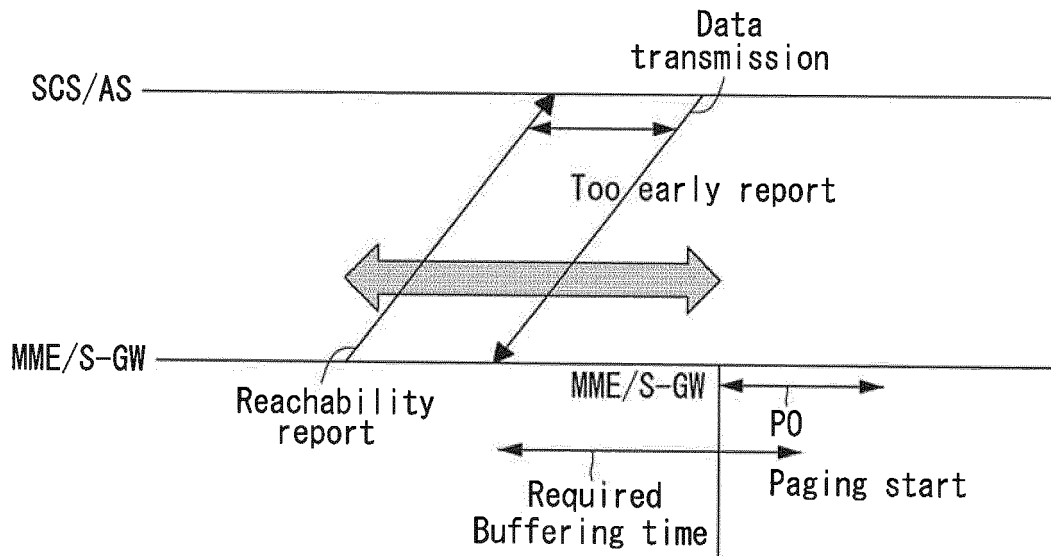 Data
transmission
SCS/AS
Too early report
MME/S-GW
MME/S-GW
Reachability
report
PO
Required
Buffering time
Paging start